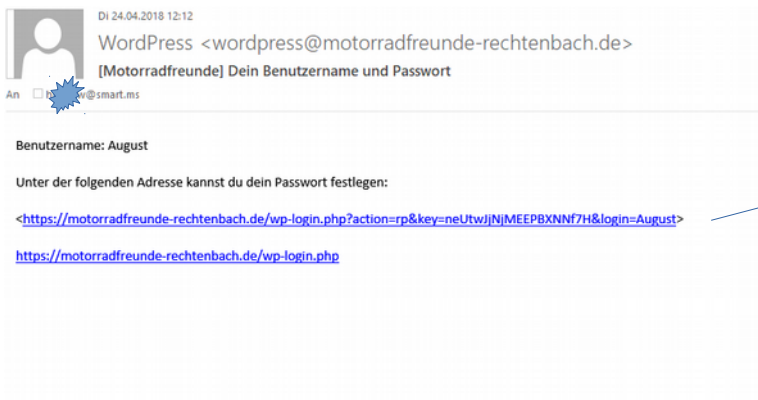 Di 24.04.2018 12:12
WordPress <wordpress@motorradfreunde-rechtenbach.de>
[Motorradfreunde] Dein Benutzername und Passwort
An @smart.ms
Benutzername: August
Unter der folgenden Adresse kannst du dein Passwort festlegen:
<https://motorradfreunde-rechtenbach.de/wp-login.php?action=rp&key=neUtwJjNjMEEPBXNNf7H&login=August>
https://motorradfreunde-rechtenbach.de/wp-login.php